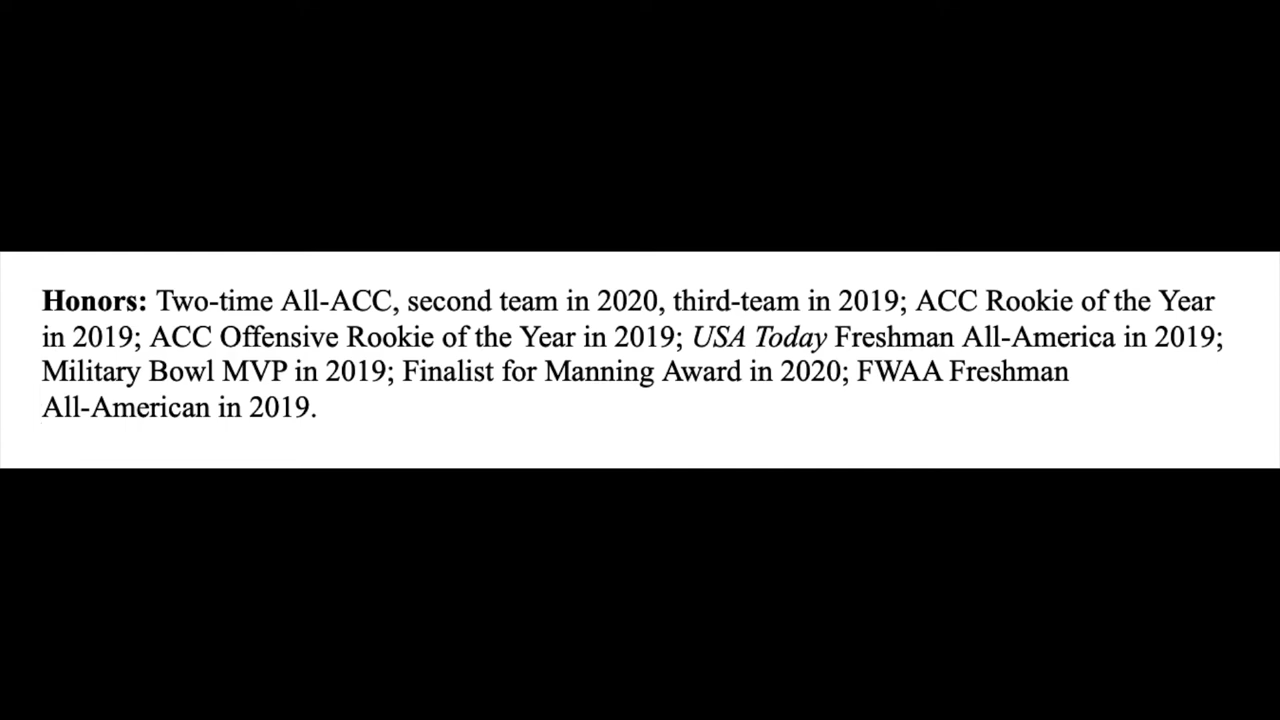 Honors: Two-time All-ACC, second team in 2020, third-team in 2019; ACC Rookie of the Year
in 2019; ACC Offensive Rookie of the Year in 2019; USA Today Freshman All-America in 2019;
Military Bowl MVP in 2019; Finalist for Manning Award in 2020; FWAA Freshman
All-American in 2019.